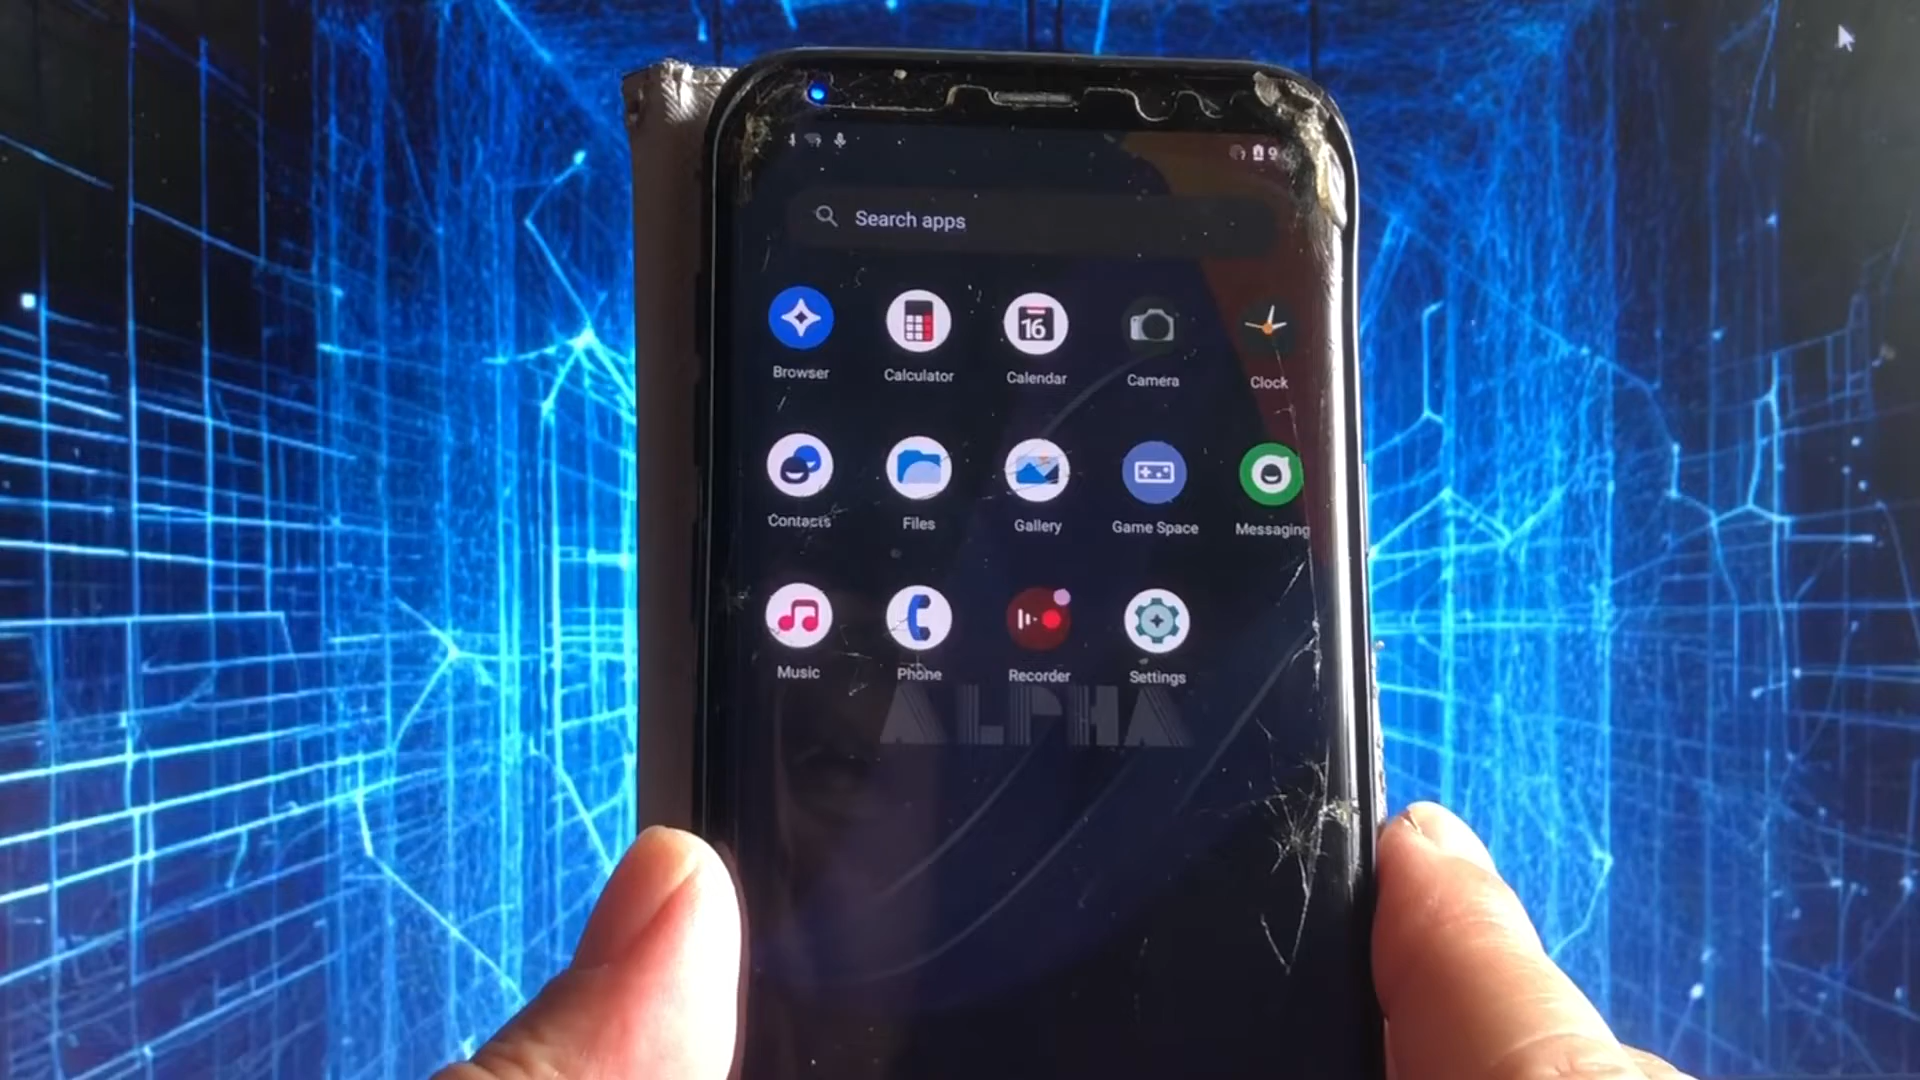 9
Search apps
16
Browser Calculator Calendar Camera Clock
Contacts Files Gallery Game Space Messaging
Music Phone Recorder Settings
ALPHA